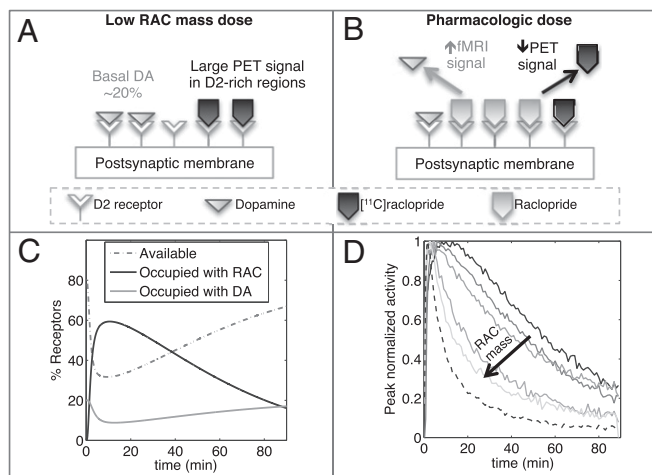 A
Low RAC mass dose
Basal DA
~20%
Large PET signal
in D2-rich regions
Postsynaptic membrane
B
Pharmacologic dose
fMRI
signal
PET
signal
Postsynaptic membrane
D2 receptor
Dopamine
[¹¹C]raclopride
Raclopride
C
Available
Occupied with RAC
Occupied with DA
% Receptors
80
60
40
20
0
0
20
40
60
80
time (min)
D
RAC
mass
Peak normalized activity
1
0.8
0.6
0.4
0.2
0
0
20
40
60
80
time (min)